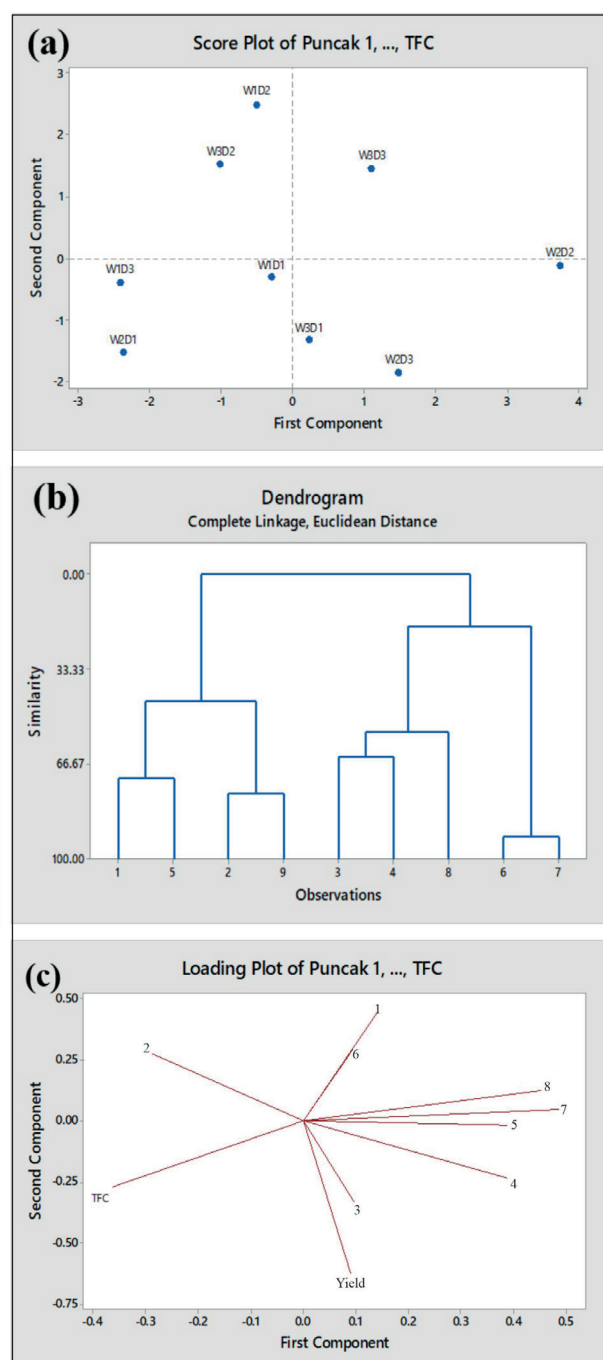 (a)
Score Plot of Puncak 1, ..., TFC
3
2
1
0
-1
-2
Second Component
W1D2
W3D2
W3D3
W2D2
W1D3
W1D1
W3D1
W2D1
W2D3
-3 -2 -1 0 1 2 3 4
First Component
(b)
Dendrogram
Complete Linkage, Euclidean Distance
0.00
33.33
66.67
100.00
Similarity
1 5 2 9 3 4 8 6 7
Observations
(c)
Loading Plot of Puncak 1, ..., TFC
0.50
0.25
0.00
-0.25
-0.50
-0.75
Second Component
1
2
6
8
7
5
4
TFC
3
Yield
-0.4 -0.3 -0.2 -0.1 0.0 0.1 0.2 0.3 0.4 0.5
First Component